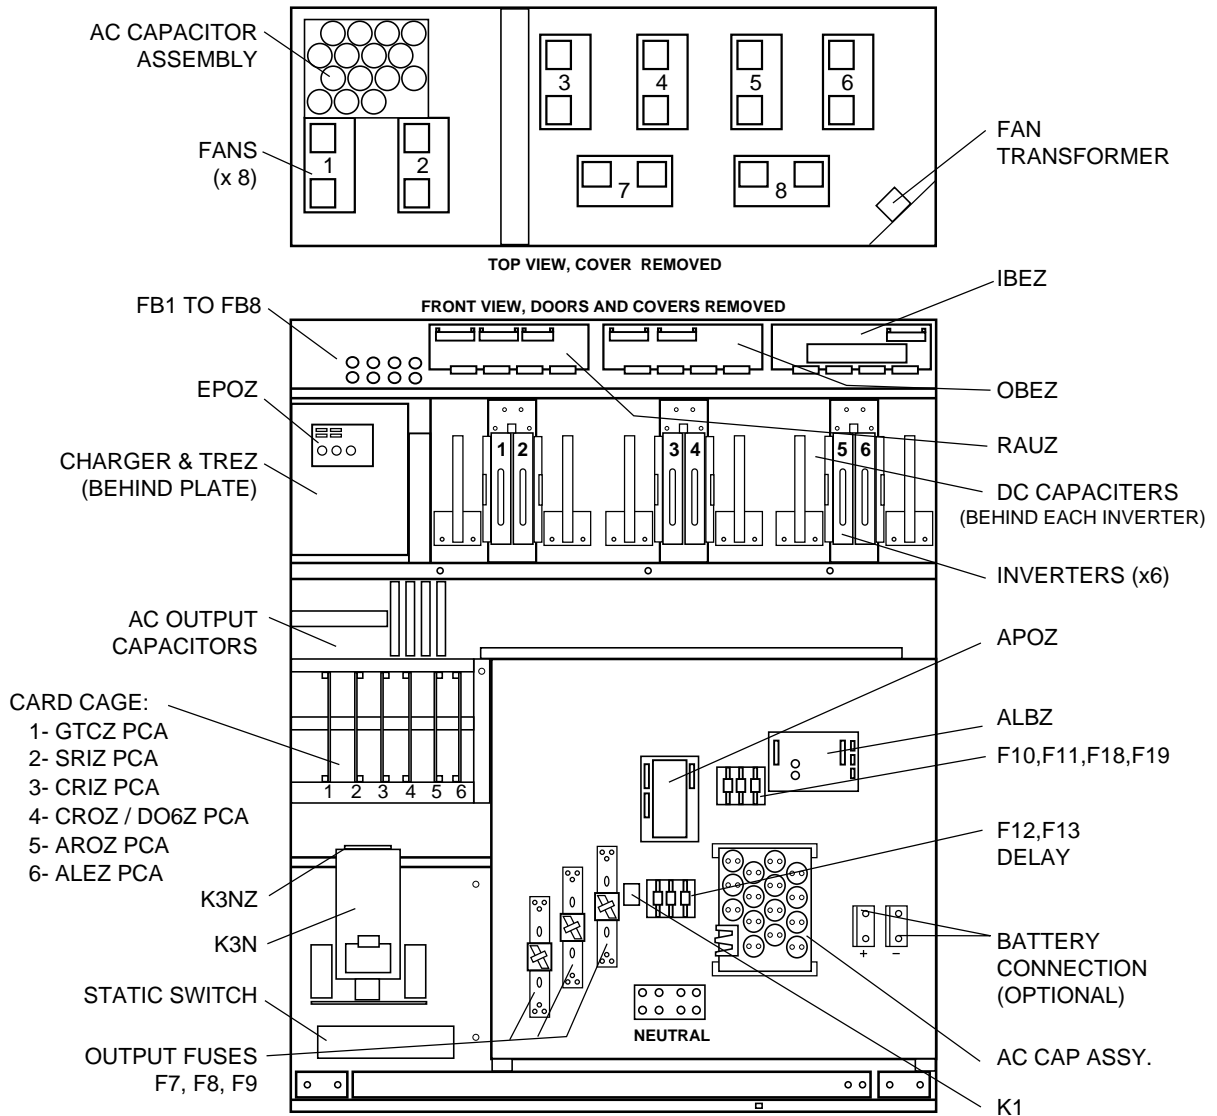 AC CAPACITOR
ASSEMBLY
FANS
(x 8)
1
2
3
4
5
6
7
8
FAN
TRANSFORMER
TOP VIEW, COVER REMOVED
FRONT VIEW, DOORS AND COVERS REMOVED
FB1 TO FB8
EPOZ
CHARGER & TREZ
(BEHIND PLATE)
IBEZ
OBEZ
RAUZ
1 2
3 4
5 6
DC CAPACITERS
(BEHIND EACH INVERTER)
INVERTERS (x6)
AC OUTPUT
CAPACITORS
APOZ
ALBZ
F10,F11,F18,F19
F12,F13
DELAY
CARD CAGE:
1- GTCZ PCA
2- SRIZ PCA
3- CRIZ PCA
4- CROZ / DO6Z PCA
5- AROZ PCA
6- ALEZ PCA
1 2 3 4 5 6
K3NZ
K3N
STATIC SWITCH
OUTPUT FUSES
F7, F8, F9
NEUTRAL
+ −
BATTERY
CONNECTION
(OPTIONAL)
AC CAP ASSY.
K1